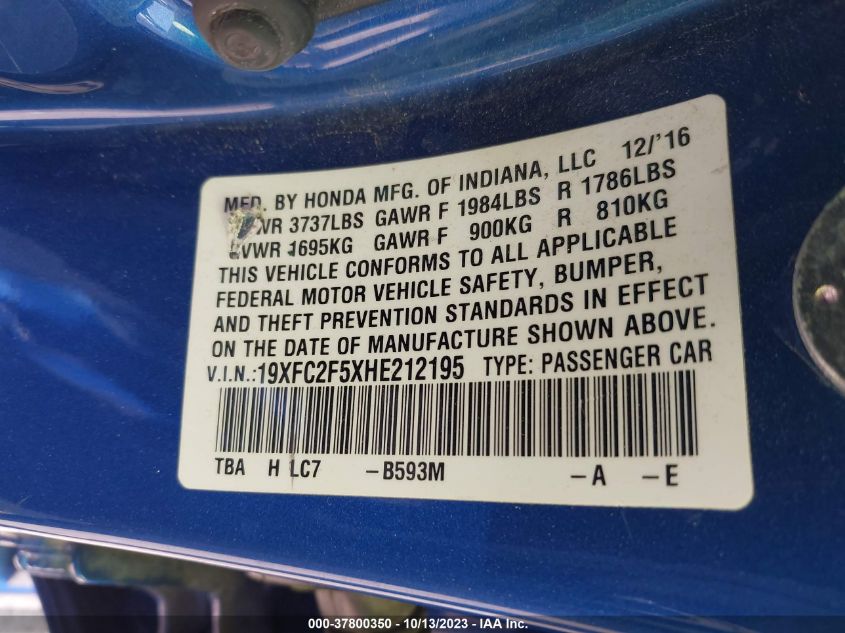 MFD. BY HONDA MFG. OF INDIANA, LLC 12/'16
3737LBS GAWR F 1984LBS R 1786LBS
GVWR 1695KG GAWR F 900KG R 810KG
THIS VEHICLE CONFORMS TO ALL APPLICABLE
FEDERAL MOTOR VEHICLE SAFETY, BUMPER,
AND THEFT PREVENTION STANDARDS IN EFFECT
ON THE DATE OF MANUFACTURE SHOWN ABOVE.
V.I.N.:19XFC2F5XHE212195 TYPE: PASSENGER CAR
TBA H LC7 -B593M -A -E
000-37800350 - 10/13/2023 - IAA Inc.